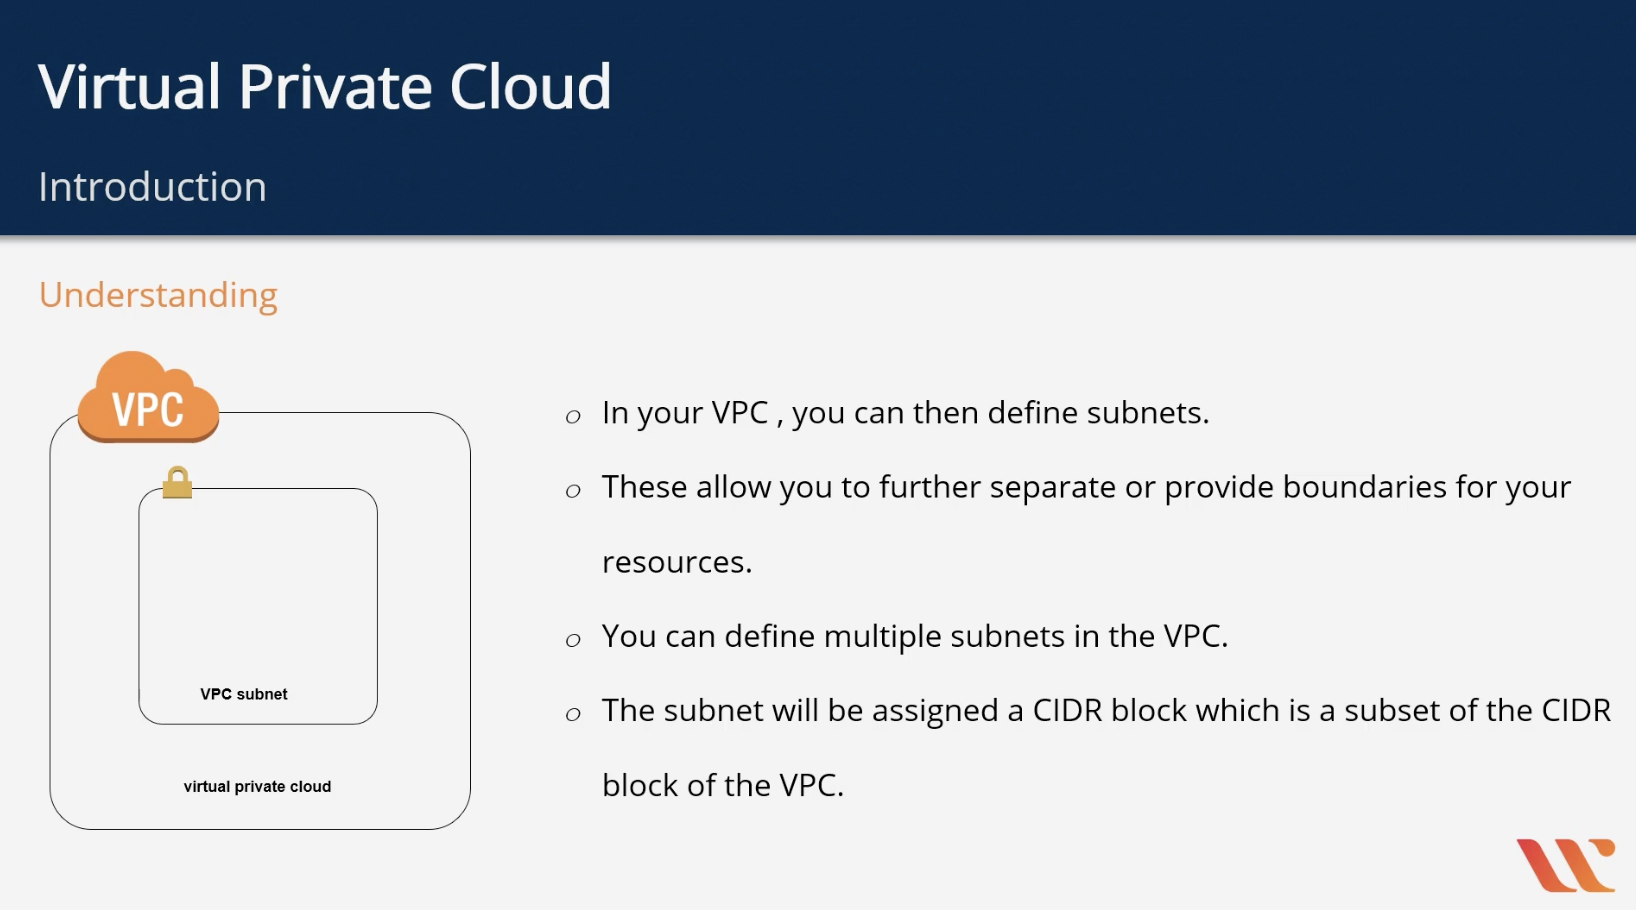 Virtual Private Cloud
Introduction
Understanding
VPC
VPC subnet
virtual private cloud
o In your VPC , you can then define subnets.
o These allow you to further separate or provide boundaries for your
resources.
o You can define multiple subnets in the VPC.
o The subnet will be assigned a CIDR block which is a subset of the CIDR
block of the VPC.